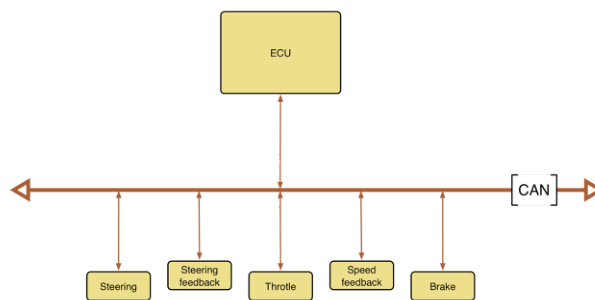 ECU
CAN
Steering
Steering
feedback
Throtle
Speed
feedback
Brake